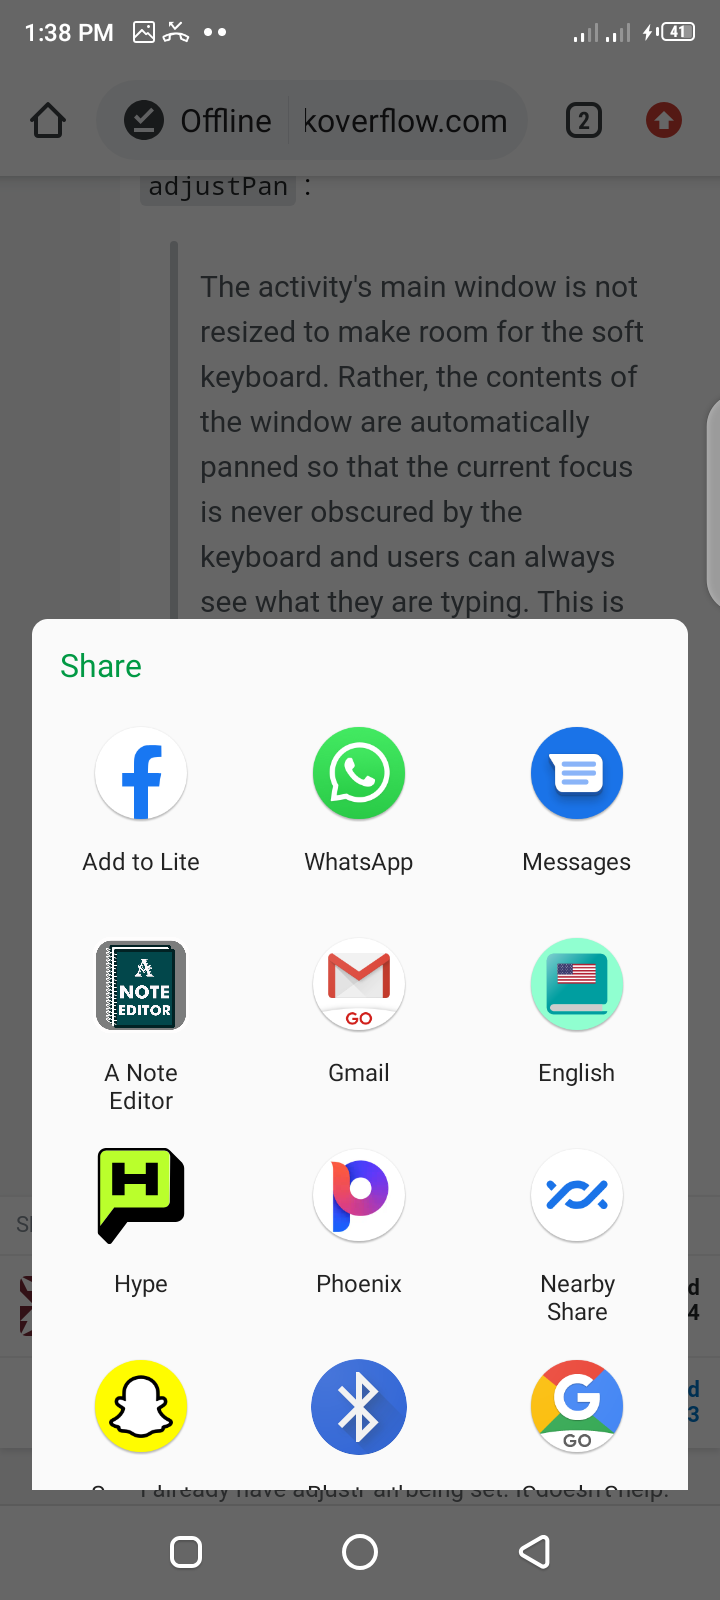 1:38 PM
41
Offline
koverflow.com
2
adjustPan :
The activity's main window is not
resized to make room for the soft
keyboard. Rather, the contents of
the window are automatically
panned so that the current focus
is never obscured by the
keyboard and users can always
see what they are typing. This is
Share
Add to Lite
WhatsApp
Messages
A
NOTE
EDITOR
GO
A Note
Editor
Gmail
English
H
Hype
Phoenix
Nearby
Share
d
4
d
3
G
GO